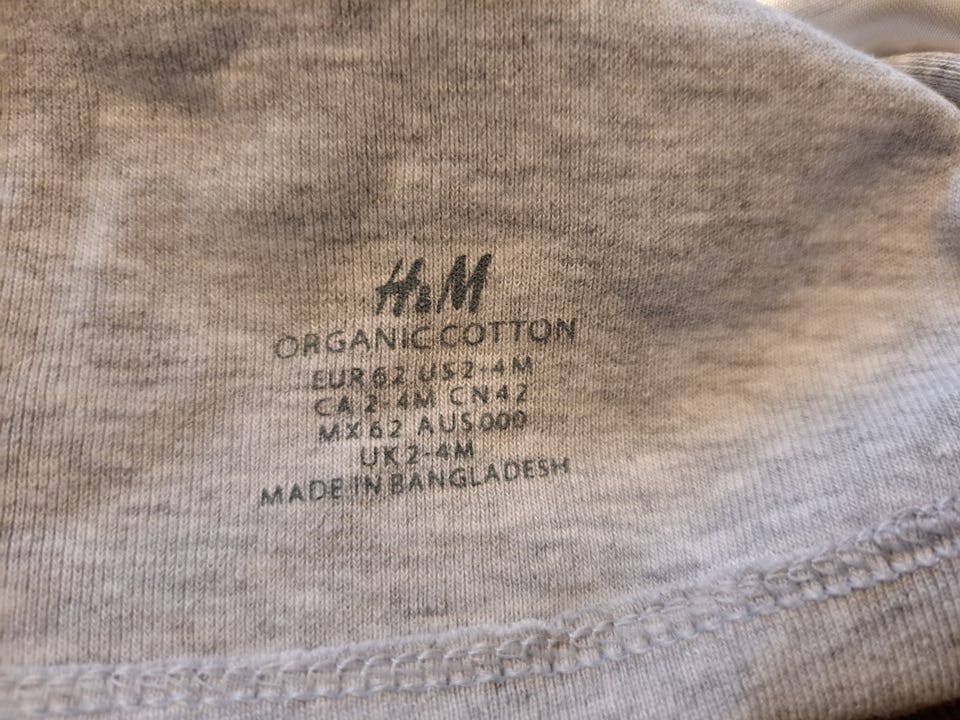 H&M
ORGANIC COTTON
EUR 62 US 2-4M
CA 2-4M CN 42
MX 62 AUS 000
UK 2-4M
MADE IN BANGLADESH